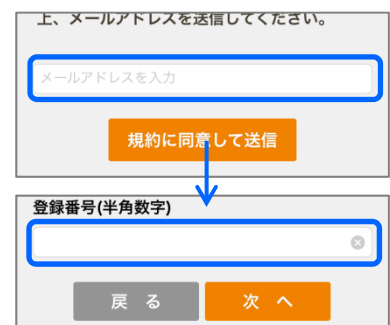 上、メールアドレスを送信してください。
メールアドレスを入力
規約に同意して送信
登録番号(半角数字)
戻 る
次 へ